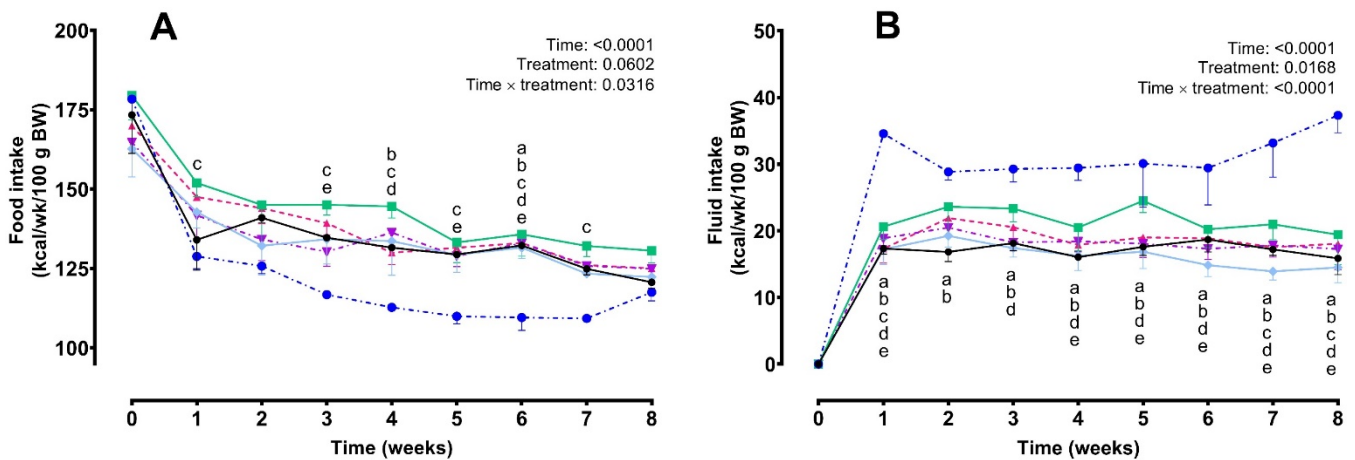 A
Time: <0.0001
Treatment: 0.0602
Time × treatment: 0.0316
Food intake
(kcal/wk/100 g BW)
200
175
150
125
100
c
c
e
b
c
d
c
e
a
b
c
d
e
c
0 1 2 3 4 5 6 7 8
Time (weeks)
B
Time: <0.0001
Treatment: 0.0168
Time × treatment: <0.0001
Fluid intake
(kcal/wk/100 g BW)
50
40
30
20
10
0
a
b
c
d
e
a
b
a
b
d
a
b
d
e
a
b
d
e
a
b
d
e
a
b
c
d
e
a
b
c
d
e
0 1 2 3 4 5 6 7 8
Time (weeks)